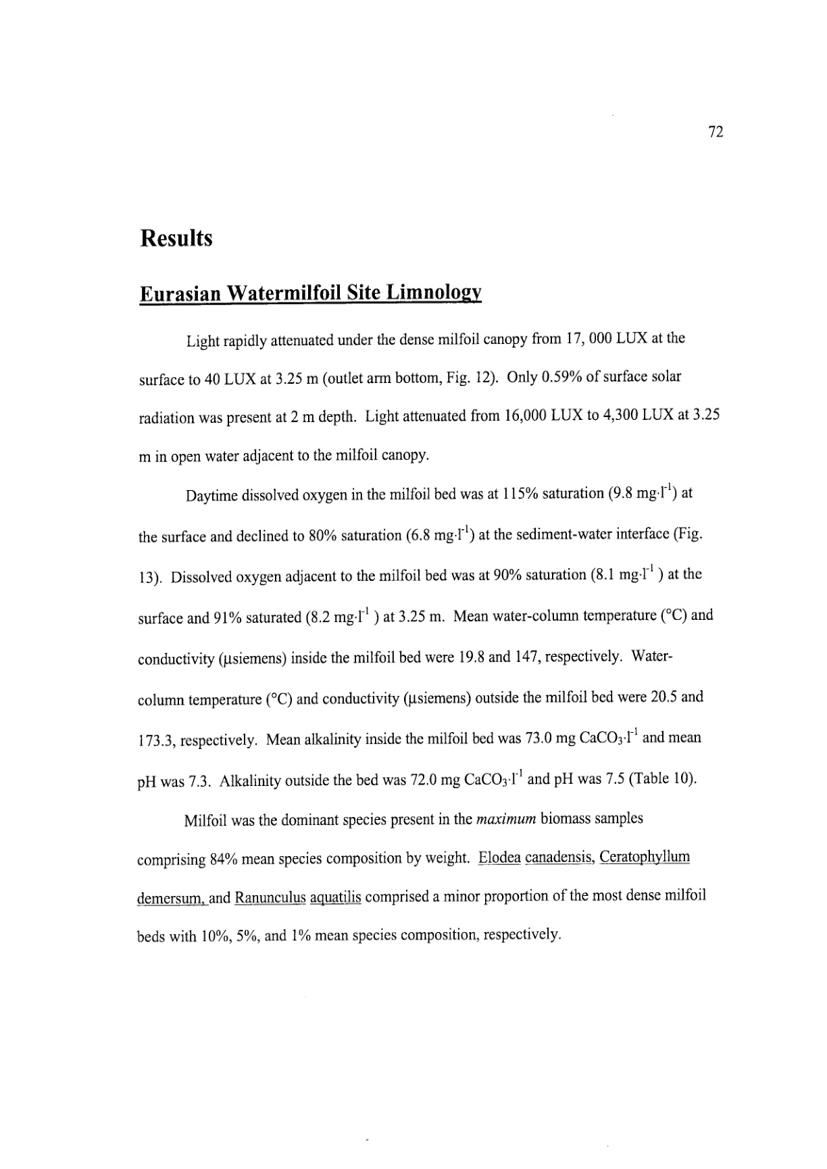 72
Results
Eurasian Watermilfoil Site Limnology
Light rapidly attenuated under the dense milfoil canopy from 17, 000 LUX at the
surface to 40 LUX at 3.25 m (outlet arm bottom, Fig. 12). Only 0.59% of surface solar
radiation was present at 2 m depth. Light attenuated from 16,000 LUX to 4,300 LUX at 3.25
m in open water adjacent to the milfoil canopy.
Daytime dissolved oxygen in the milfoil bed was at 115% saturation (9.8 mg·l⁻¹) at
the surface and declined to 80% saturation (6.8 mg·l⁻¹) at the sediment-water interface (Fig.
13). Dissolved oxygen adjacent to the milfoil bed was at 90% saturation (8.1 mg·l⁻¹ ) at the
surface and 91% saturated (8.2 mg·l⁻¹ ) at 3.25 m. Mean water-column temperature (°C) and
conductivity (µsiemens) inside the milfoil bed were 19.8 and 147, respectively. Water-
column temperature (°C) and conductivity (µsiemens) outside the milfoil bed were 20.5 and
173.3, respectively. Mean alkalinity inside the milfoil bed was 73.0 mg CaCO₃·l⁻¹ and mean
pH was 7.3. Alkalinity outside the bed was 72.0 mg CaCO₃·l⁻¹ and pH was 7.5 (Table 10).
Milfoil was the dominant species present in the maximum biomass samples
comprising 84% mean species composition by weight. Elodea canadensis, Ceratophyllum
demersum, and Ranunculus aquatilis comprised a minor proportion of the most dense milfoil
beds with 10%, 5%, and 1% mean species composition, respectively.